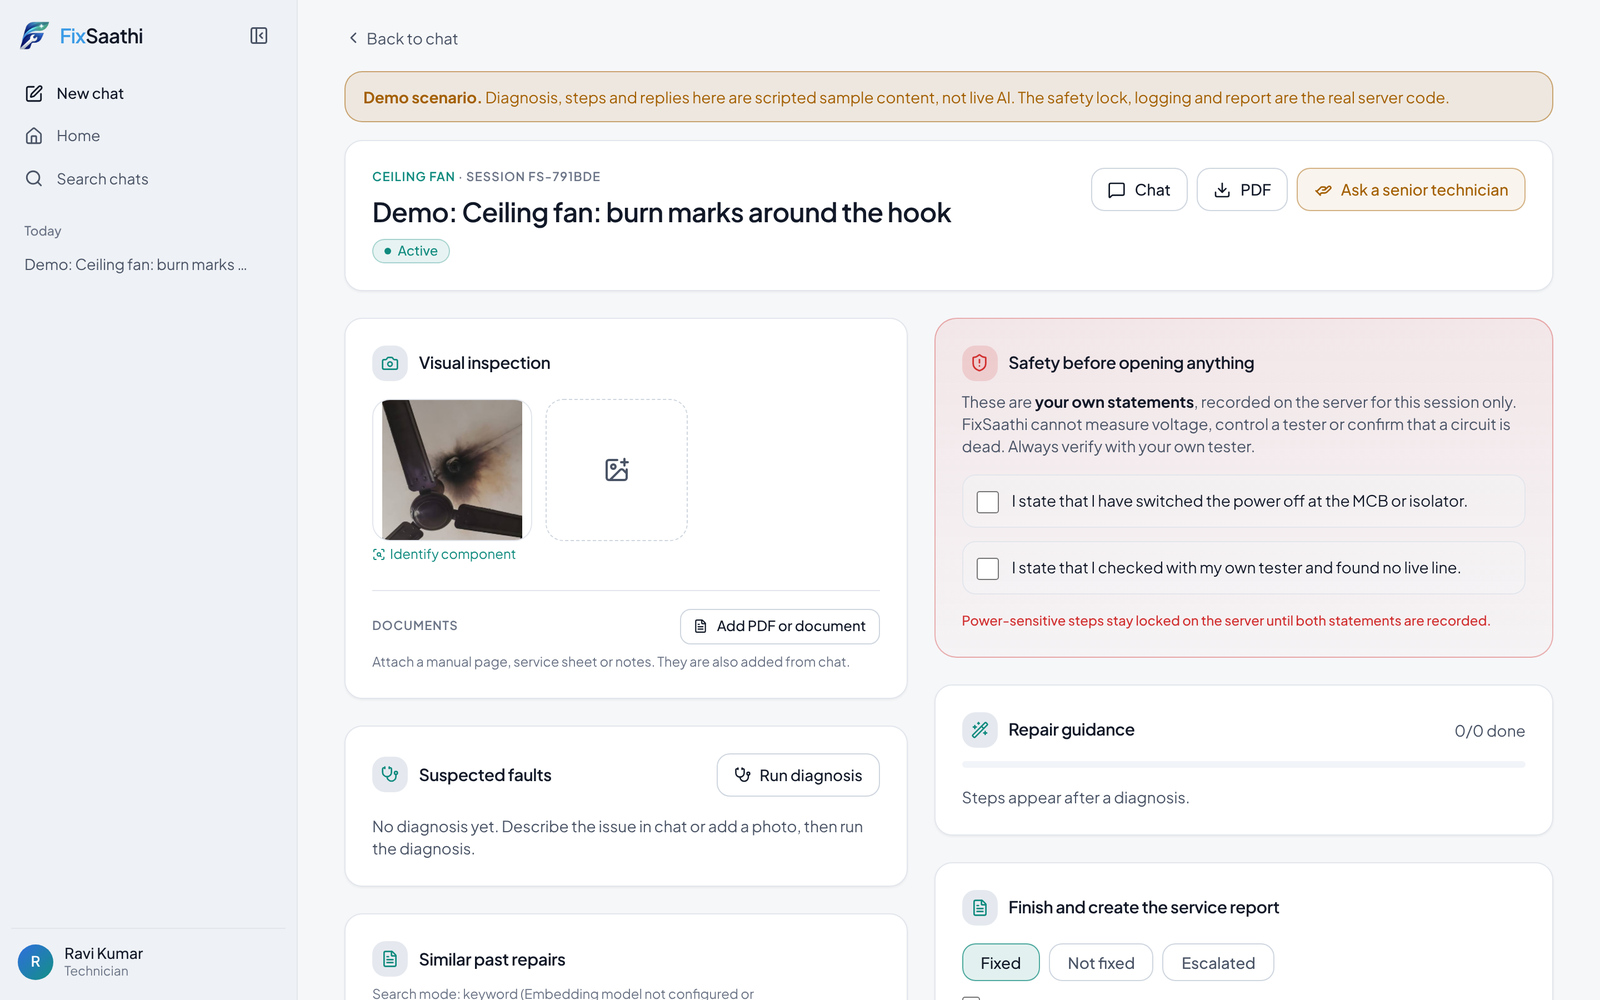 FixSaathi
New chat
Home
Search chats
Today
Demo: Ceiling fan: burn marks ...
Ravi Kumar
R
Technician
Back to chat
Demo scenario. Diagnosis, steps and replies here are scripted sample content, not live AI. The safety lock, logging and report are the real server code.
CEILING FAN · SESSION FS-791BDE
Demo: Ceiling fan: burn marks around the hook
Active
Chat
PDF
Ask a senior technician
Visual inspection
Identify component
DOCUMENTS
Add PDF or document
Attach a manual page, service sheet or notes. They are also added from chat.
Suspected faults
Run diagnosis
No diagnosis yet. Describe the issue in chat or add a photo, then run
the diagnosis.
Similar past repairs
Search mode: keyword (Embedding model not configured or
Safety before opening anything
These are your own statements, recorded on the server for this session only.
FixSaathi cannot measure voltage, control a tester or confirm that a circuit is
dead. Always verify with your own tester.
I state that I have switched the power off at the MCB or isolator.
I state that I checked with my own tester and found no live line.
Power-sensitive steps stay locked on the server until both statements are recorded.
Repair guidance
0/0 done
Steps appear after a diagnosis.
Finish and create the service report
Fixed
Not fixed
Escalated